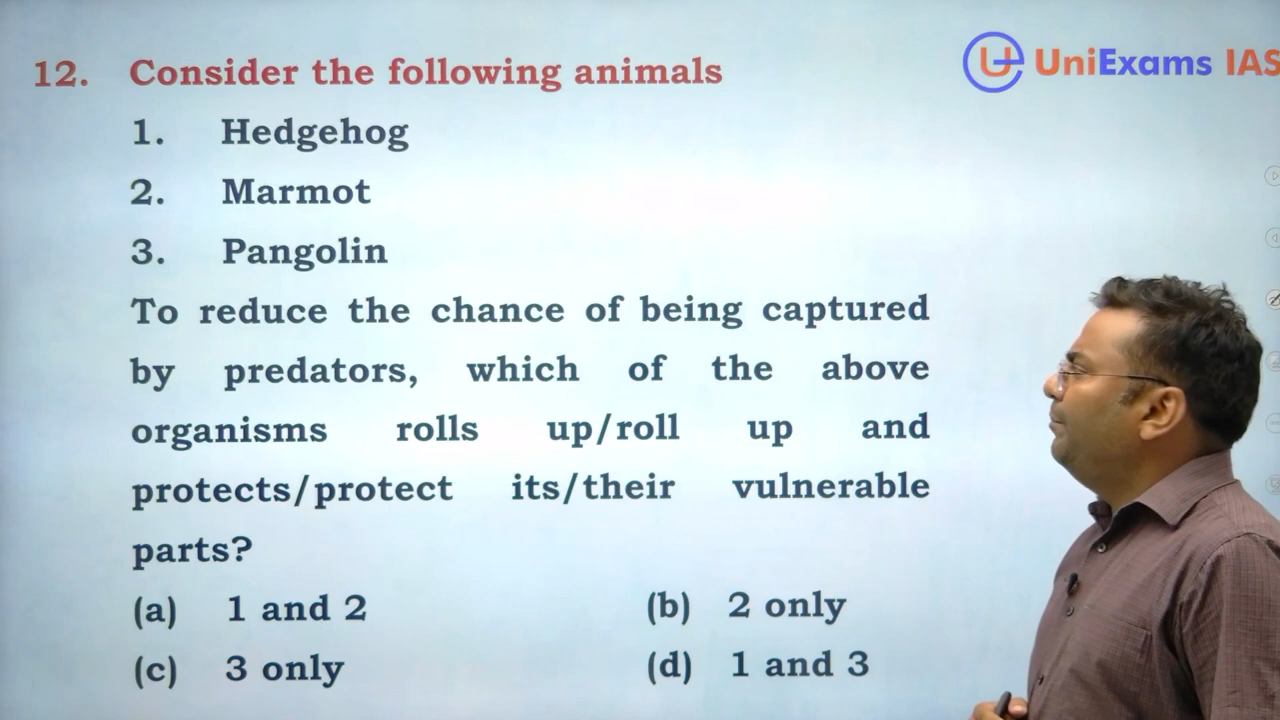 UniExams IAS
12. Consider the following animals
1. Hedgehog
2. Marmot
3. Pangolin
To reduce the chance of being captured
by predators, which of the above
organisms rolls up/roll up and
protects/protect its/their vulnerable
parts?
(a) 1 and 2 (b) 2 only
(c) 3 only (d) 1 and 3